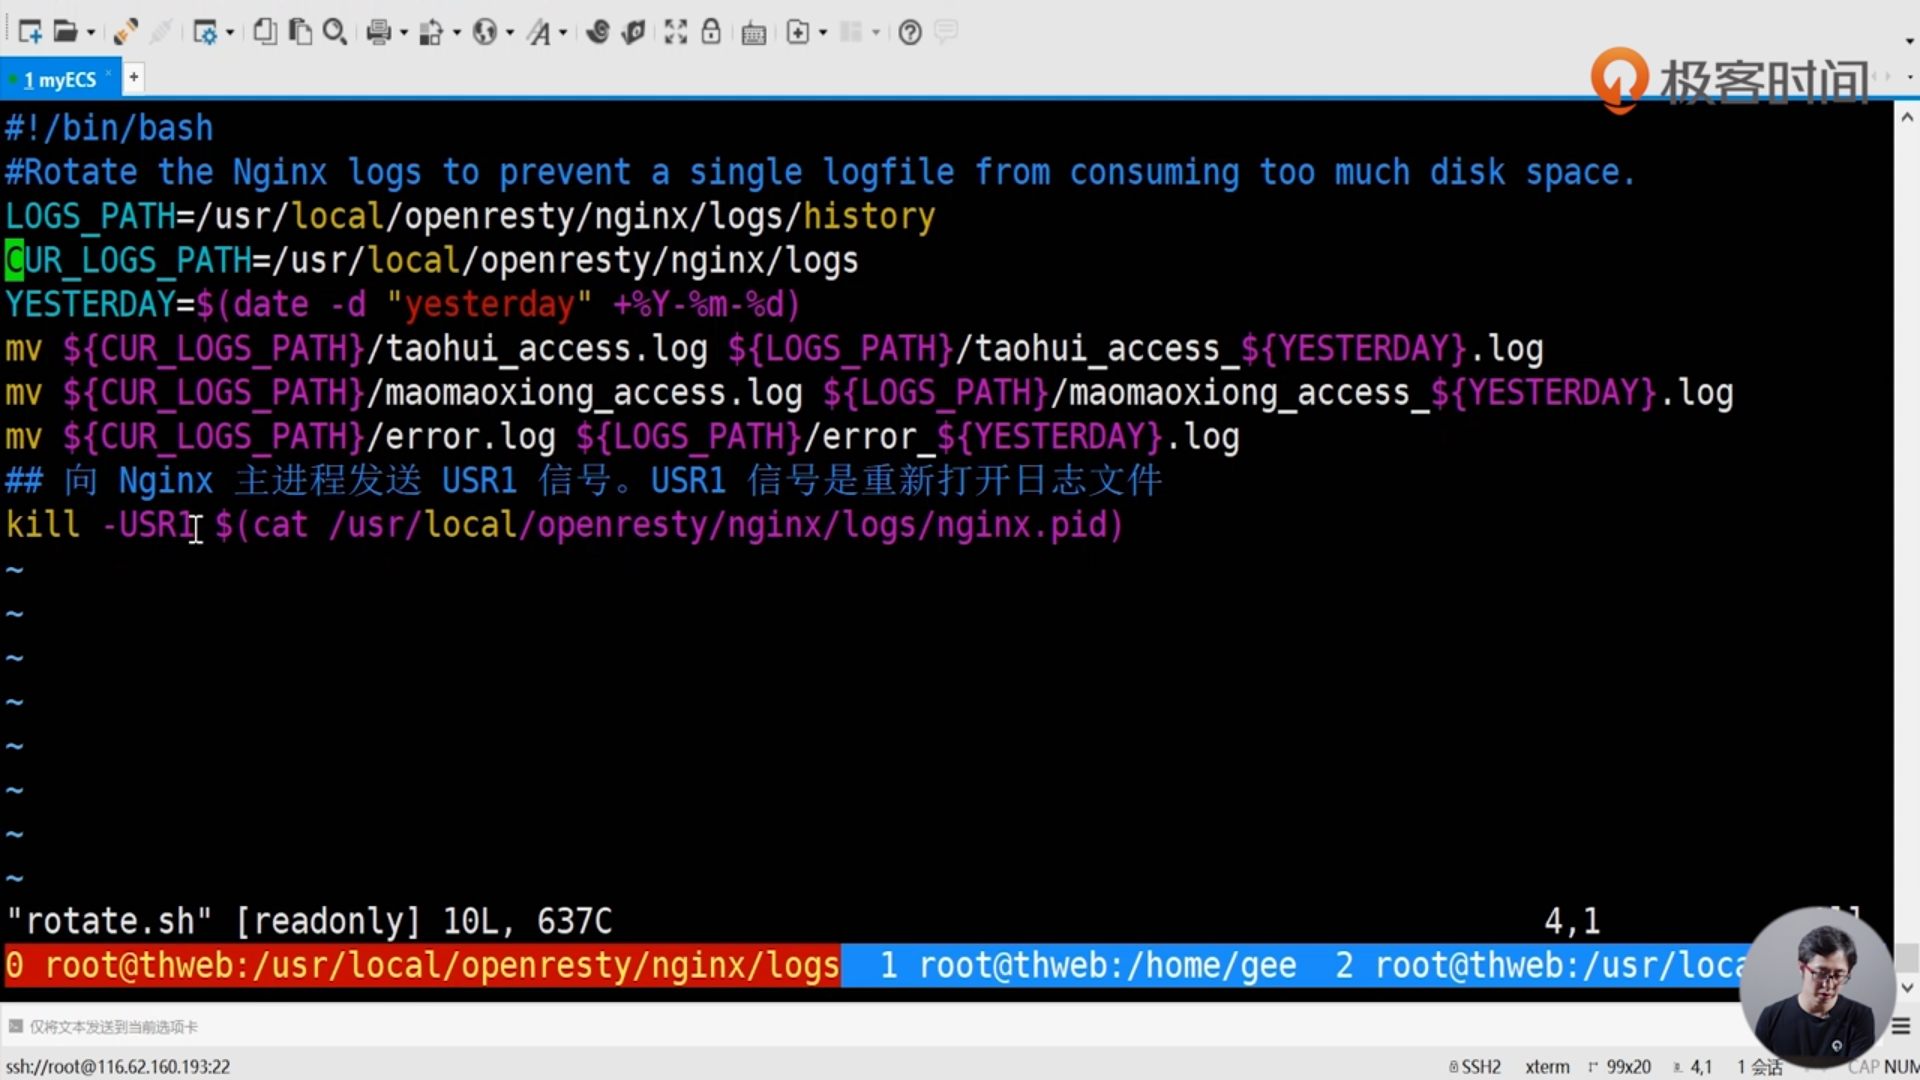 1 myECS
极客时间
#!/bin/bash
#Rotate the Nginx logs to prevent a single logfile from consuming too much disk space.
LOGS_PATH=/usr/local/openresty/nginx/logs/history
CUR_LOGS_PATH=/usr/local/openresty/nginx/logs
YESTERDAY=$(date -d "yesterday" +%Y-%m-%d)
mv ${CUR_LOGS_PATH}/taohui_access.log ${LOGS_PATH}/taohui_access_${YESTERDAY}.log
mv ${CUR_LOGS_PATH}/maomaoxiong_access.log ${LOGS_PATH}/maomaoxiong_access_${YESTERDAY}.log
mv ${CUR_LOGS_PATH}/error.log ${LOGS_PATH}/error_${YESTERDAY}.log
## 向 Nginx 主进程发送 USR1 信号。USR1 信号是重新打开日志文件
kill -USR1 $(cat /usr/local/openresty/nginx/logs/nginx.pid)
~
~
~
~
~
~
~
~
"rotate.sh" [readonly] 10L, 637C 4,1
0 root@thweb:/usr/local/openresty/nginx/logs 1 root@thweb:/home/gee 2 root@thweb:/usr/loca
仅将文本发送到当前选项卡
ssh://root@116.62.160.193:22 SSH2 xterm 99x20 4,1 1 会话 CAP NUM